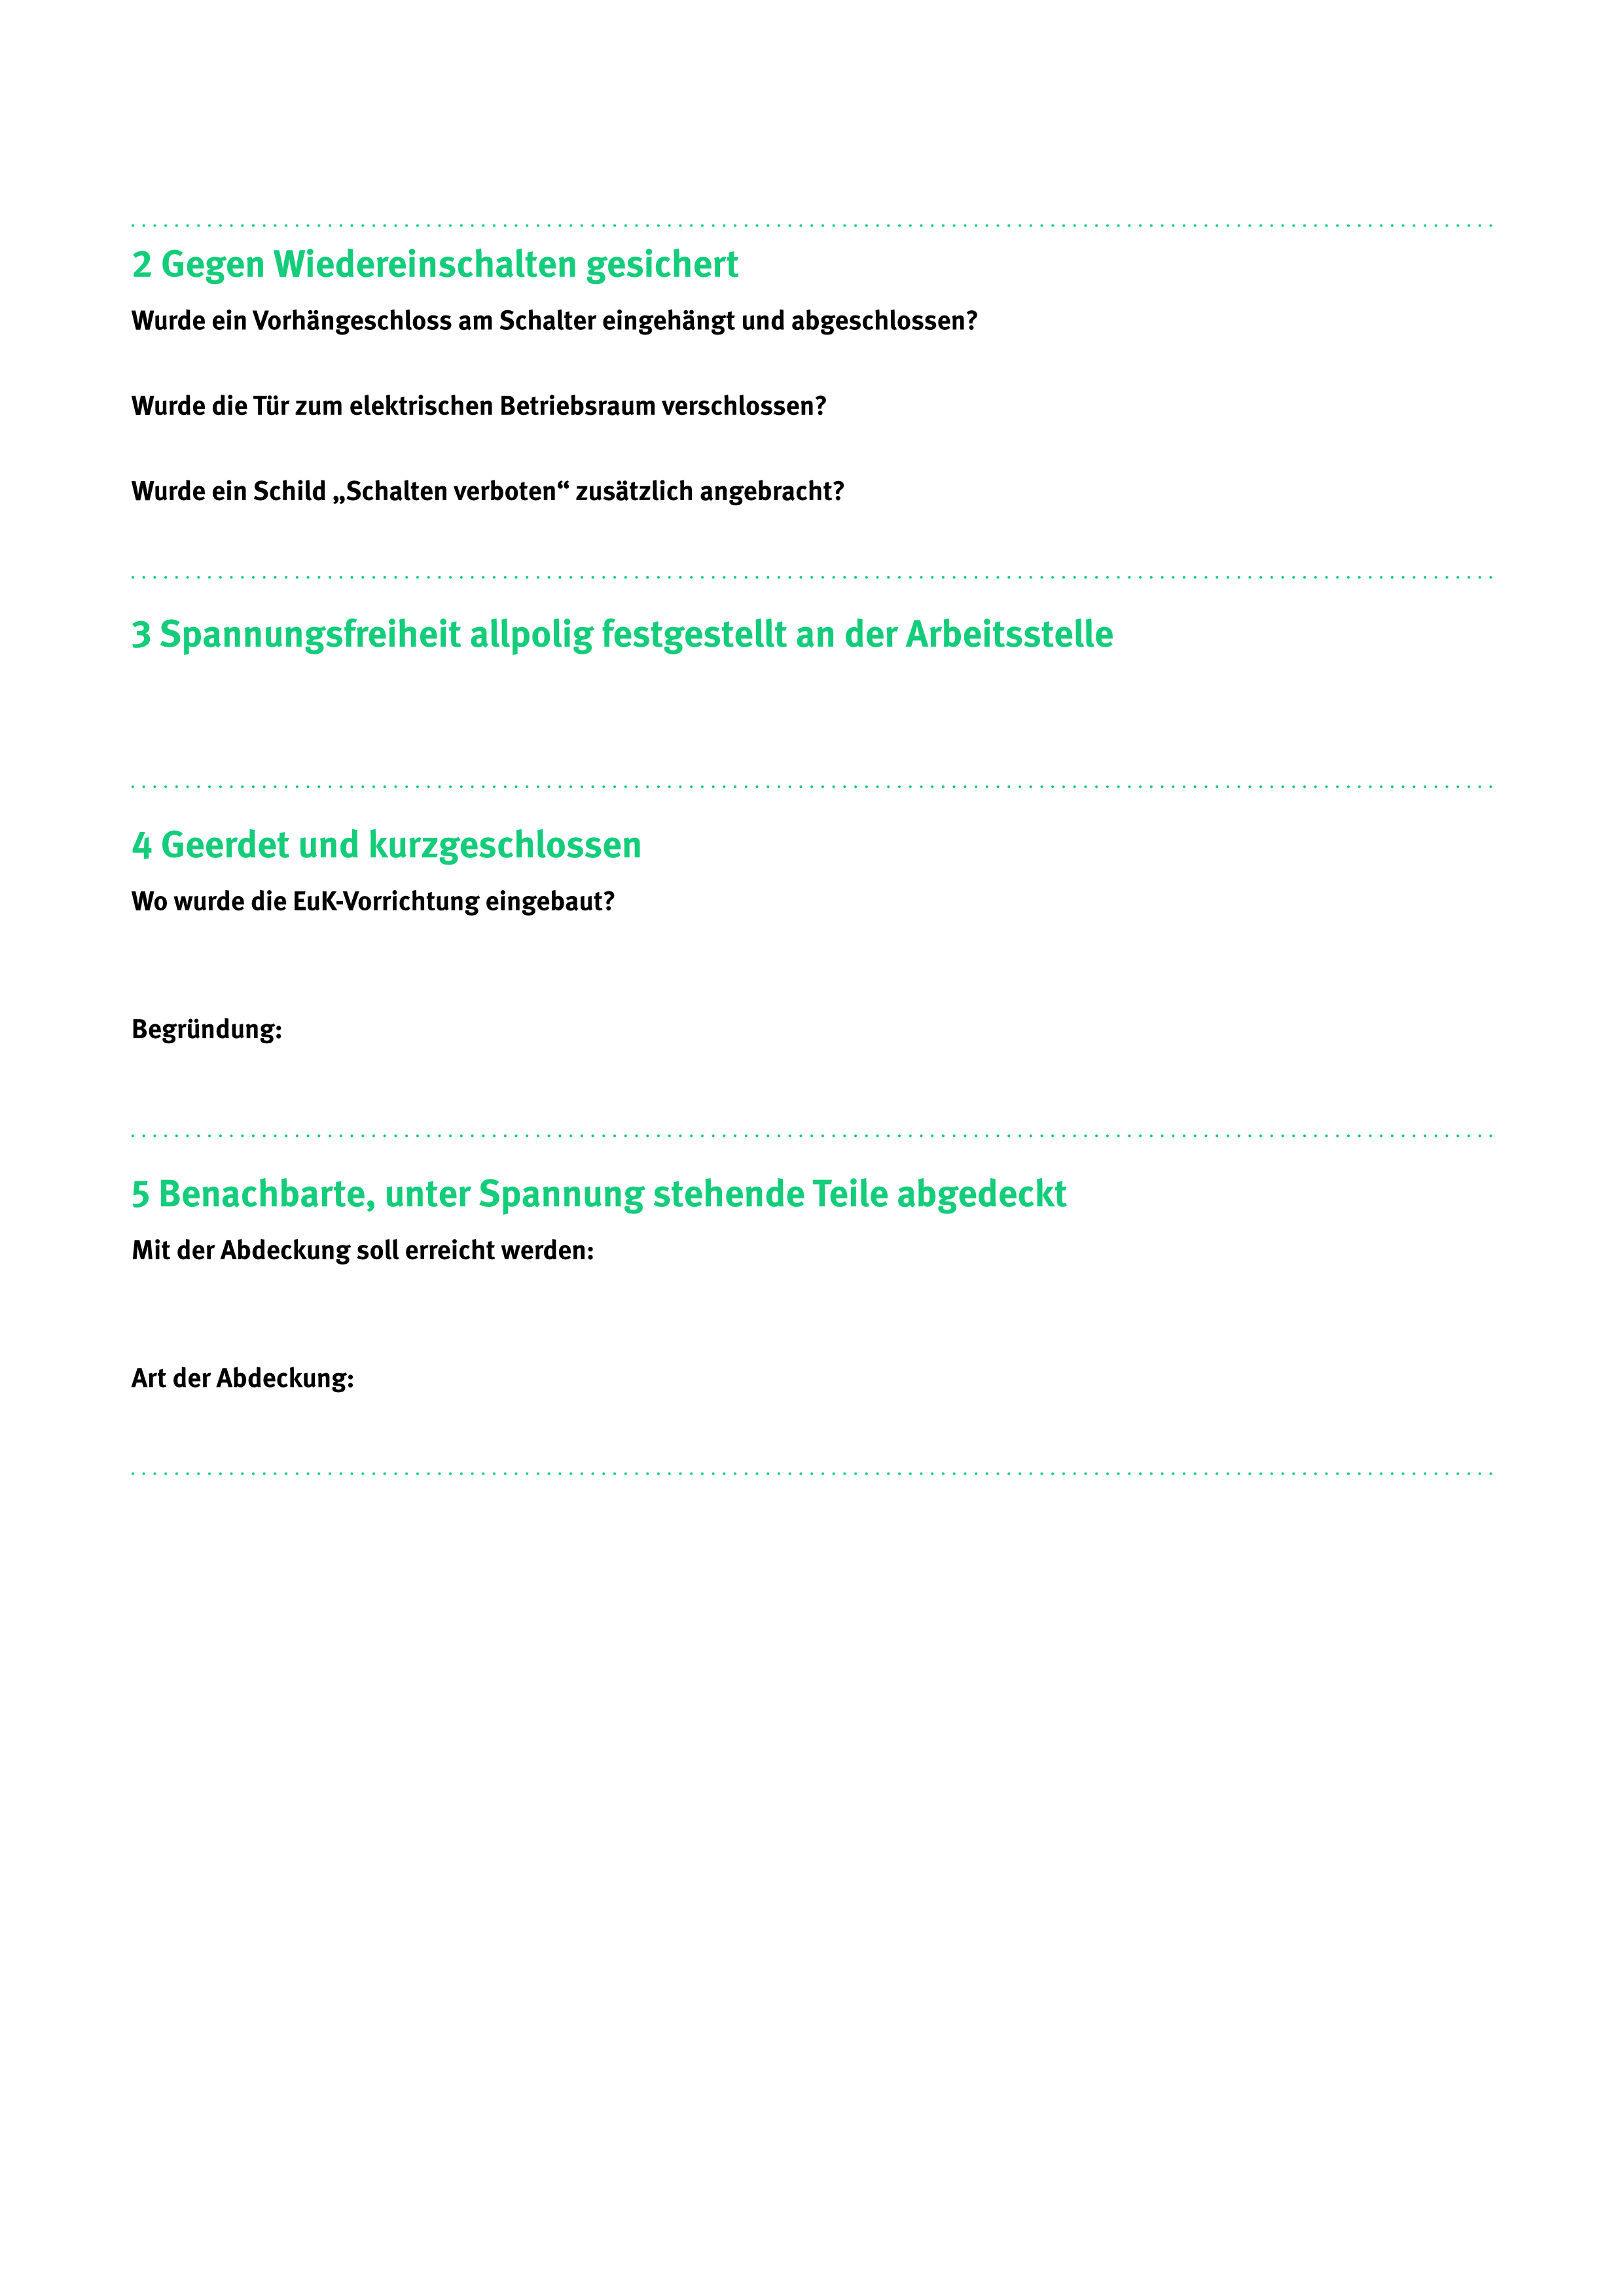 2 Gegen Wiedereinschalten gesichert
Wurde ein Vorhängeschloss am Schalter eingehängt und abgeschlossen?
Wurde die Tür zum elektrischen Betriebsraum verschlossen?
Wurde ein Schild „Schalten verboten“ zusätzlich angebracht?
3 Spannungsfreiheit allpolig festgestellt an der Arbeitsstelle
4 Geerdet und kurzgeschlossen
Wo wurde die EuK-Vorrichtung eingebaut?
Begründung:
5 Benachbarte, unter Spannung stehende Teile abgedeckt
Mit der Abdeckung soll erreicht werden:
Art der Abdeckung: